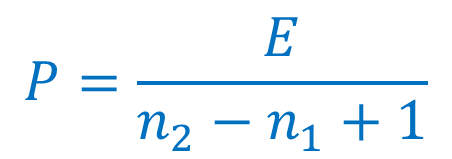 P = E / (n₂ − n₁ + 1)